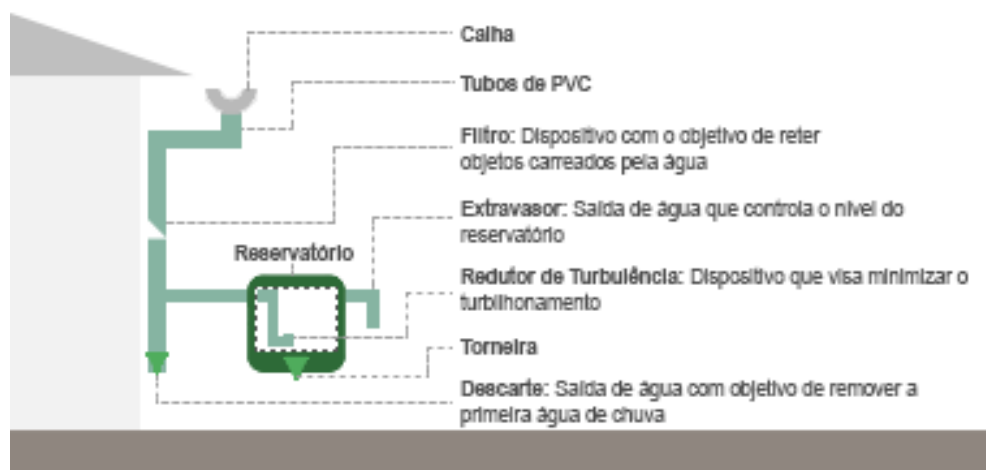 Calha
Tubos de PVC
Filtro: Dispositivo com o objetivo de reter
objetos carreados pela água
Extravasor: Saída de água que controla o nível do
reservatório
Reservatório
Redutor de Turbulência: Dispositivo que visa minimizar o
turbilhonamento
Torneira
Descarte: Saída de água com objetivo de remover a
primeira água de chuva